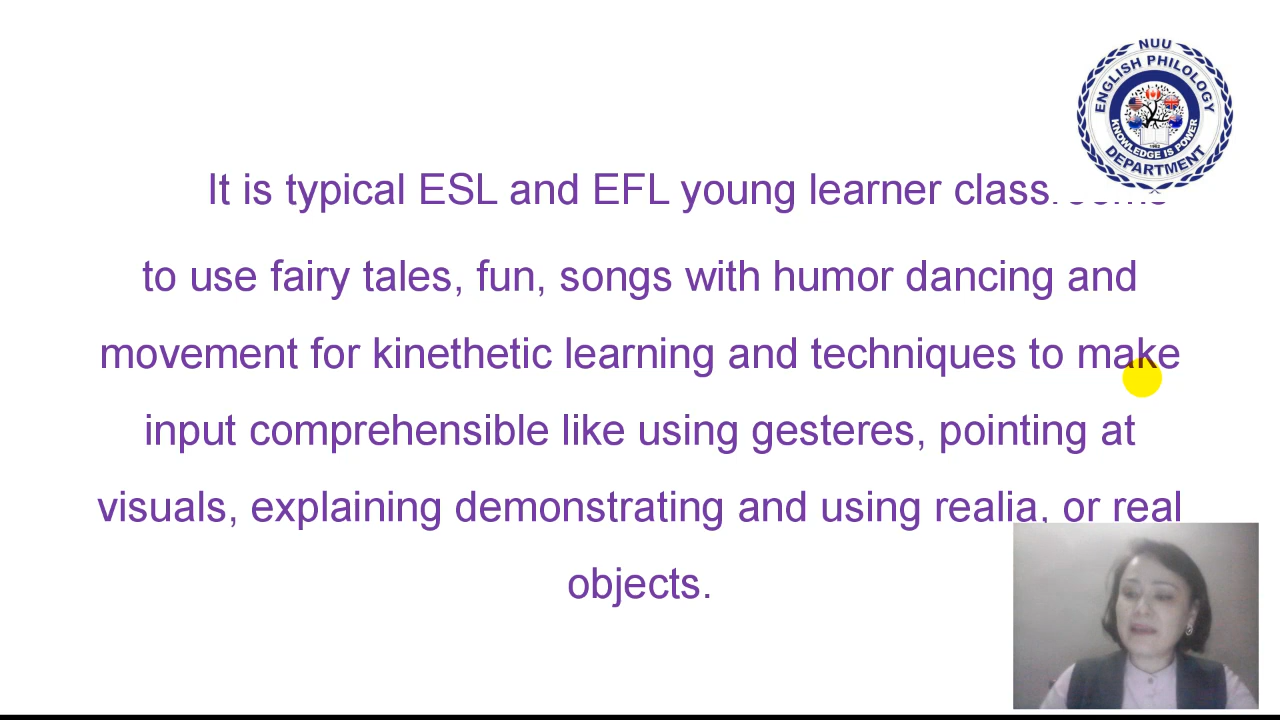 NUU
ENGLISH PHILOLOGY
KNOWLEDGE IS POWER
DEPARTMENT
It is typical ESL and EFL young learner classrooms
to use fairy tales, fun, songs with humor dancing and
movement for kinethetic learning and techniques to make
input comprehensible like using gesteres, pointing at
visuals, explaining demonstrating and using realia, or real
objects.